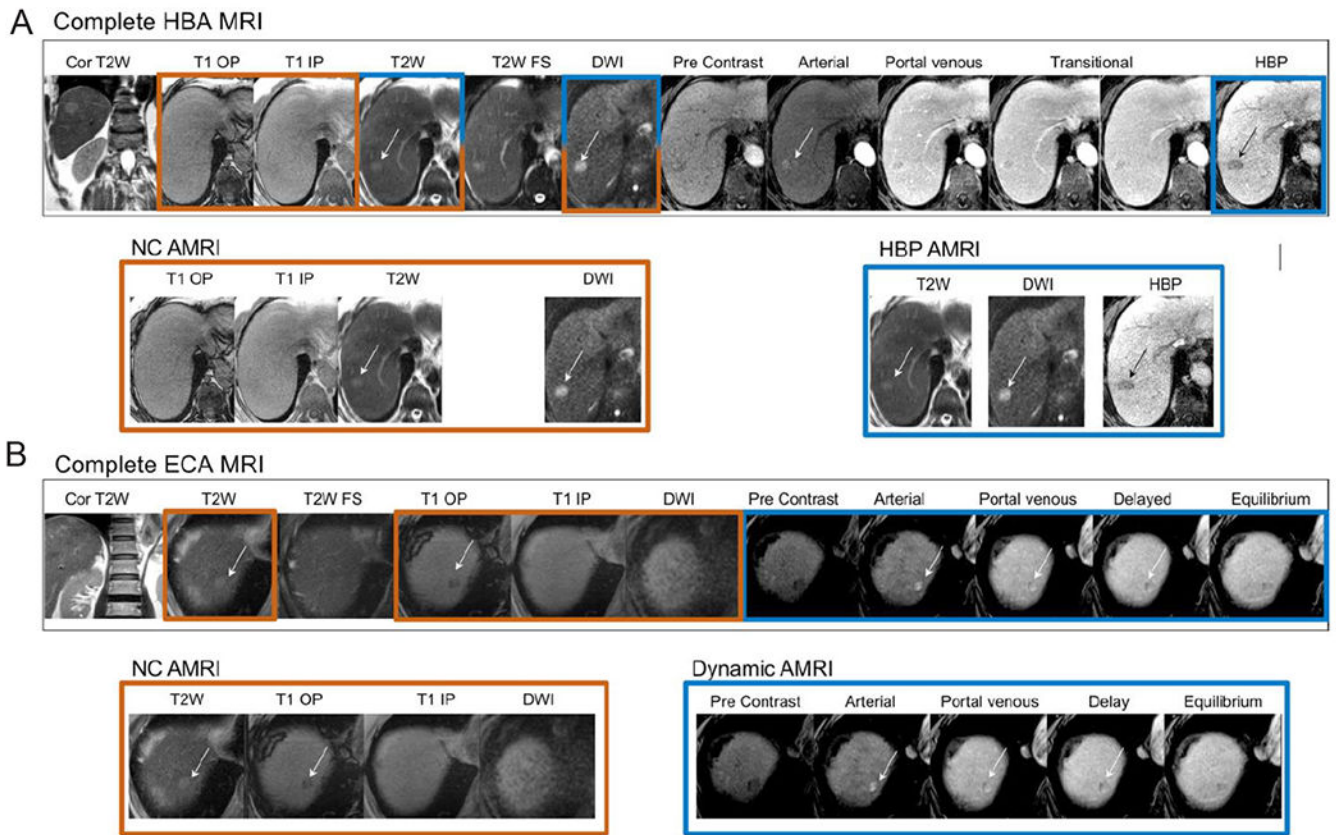 A
Complete HBA MRI
Cor T2W T1 OP T1 IP T2W T2W FS DWI Pre Contrast Arterial Portal venous Transitional HBP
NC AMRI
T1 OP T1 IP T2W DWI
HBP AMRI
T2W DWI HBP
B
Complete ECA MRI
Cor T2W T2W T2W FS T1 OP T1 IP DWI Pre Contrast Arterial Portal venous Delayed Equilibrium
NC AMRI
T2W T1 OP T1 IP DWI
Dynamic AMRI
Pre Contrast Arterial Portal venous Delay Equilibrium